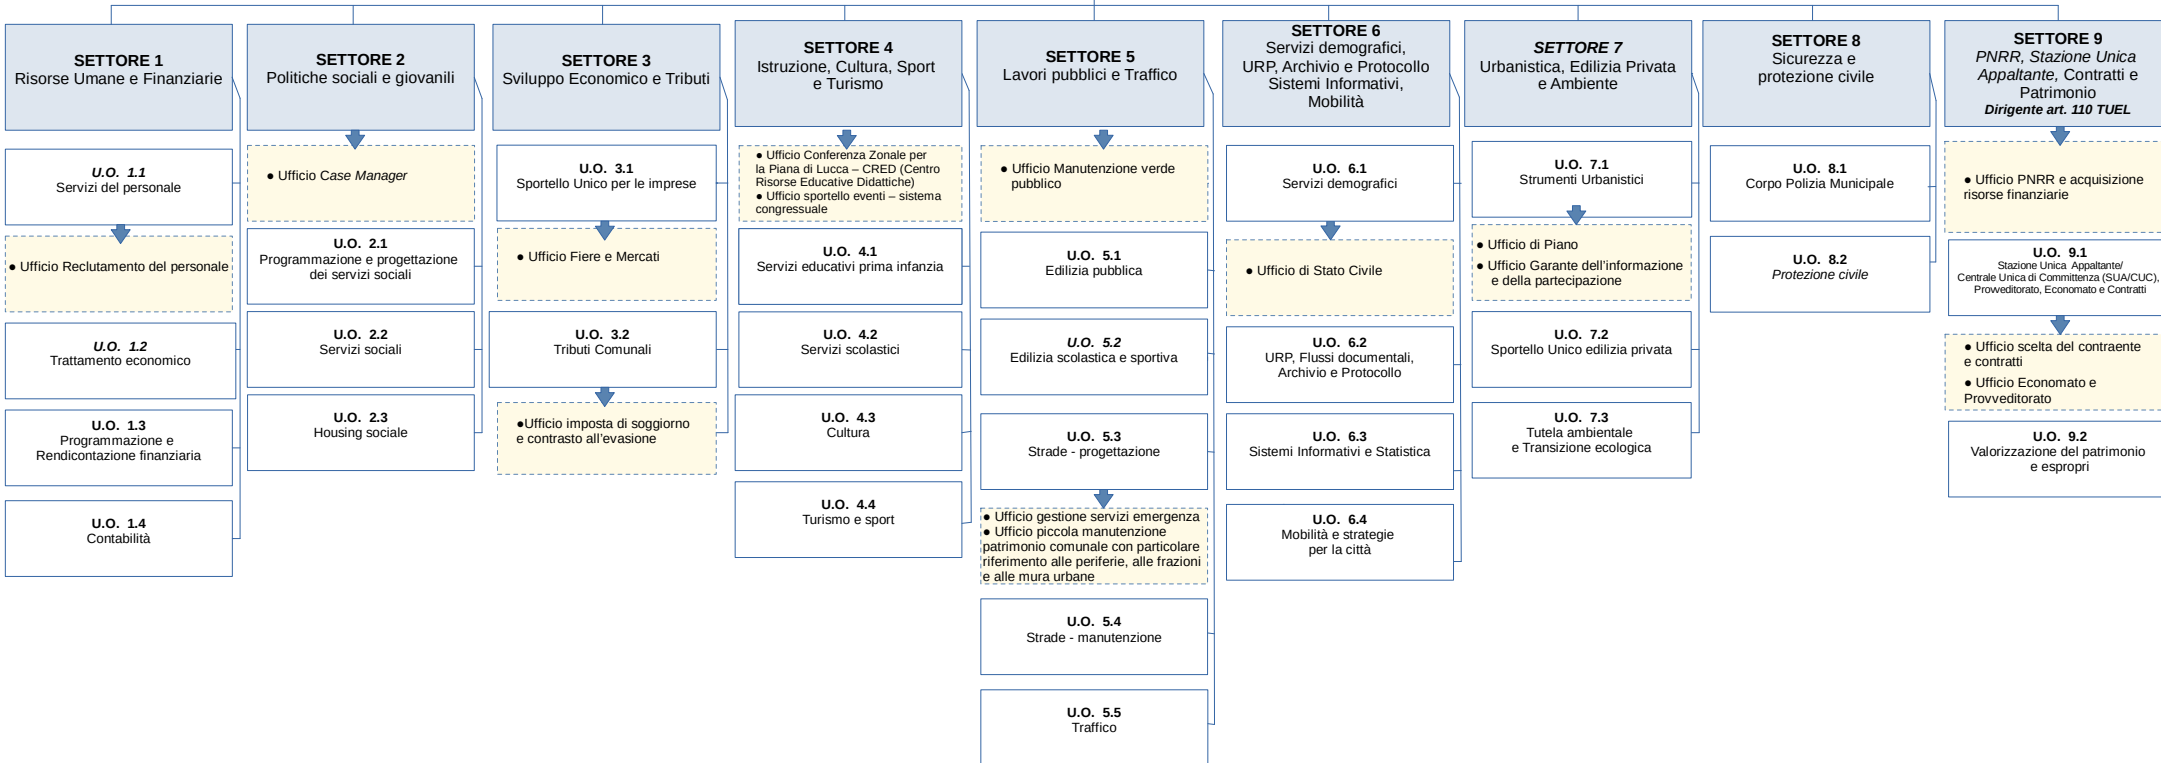 SETTORE 1
Risorse Umane e Finanziarie
U.O. 1.1
Servizi del personale
● Ufficio Reclutamento del personale
U.O. 1.2
Trattamento economico
U.O. 1.3
Programmazione e
Rendicontazione finanziaria
U.O. 1.4
Contabilità
SETTORE 2
Politiche sociali e giovanili
● Ufficio Case Manager
U.O. 2.1
Programmazione e progettazione
dei servizi sociali
U.O. 2.2
Servizi sociali
U.O. 2.3
Housing sociale
SETTORE 3
Sviluppo Economico e Tributi
U.O. 3.1
Sportello Unico per le imprese
● Ufficio Fiere e Mercati
U.O. 3.2
Tributi Comunali
●Ufficio imposta di soggiorno
e contrasto all’evasione
SETTORE 4
Istruzione, Cultura, Sport
e Turismo
● Ufficio Conferenza Zonale per
la Piana di Lucca – CRED (Centro
Risorse Educative Didattiche)
● Ufficio sportello eventi – sistema
congressuale
U.O. 4.1
Servizi educativi prima infanzia
U.O. 4.2
Servizi scolastici
U.O. 4.3
Cultura
U.O. 4.4
Turismo e sport
SETTORE 5
Lavori pubblici e Traffico
● Ufficio Manutenzione verde
pubblico
U.O. 5.1
Edilizia pubblica
U.O. 5.2
Edilizia scolastica e sportiva
U.O. 5.3
Strade - progettazione
● Ufficio gestione servizi emergenza
● Ufficio piccola manutenzione
patrimonio comunale con particolare
riferimento alle periferie, alle frazioni
e alle mura urbane
U.O. 5.4
Strade - manutenzione
U.O. 5.5
Traffico
SETTORE 6
Servizi demografici,
URP, Archivio e Protocollo
Sistemi Informativi,
Mobilità
U.O. 6.1
Servizi demografici
● Ufficio di Stato Civile
U.O. 6.2
URP, Flussi documentali,
Archivio e Protocollo
U.O. 6.3
Sistemi Informativi e Statistica
U.O. 6.4
Mobilità e strategie
per la città
SETTORE 7
Urbanistica, Edilizia Privata
e Ambiente
U.O. 7.1
Strumenti Urbanistici
● Ufficio di Piano
● Ufficio Garante dell’informazione
e della partecipazione
U.O. 7.2
Sportello Unico edilizia privata
U.O. 7.3
Tutela ambientale
e Transizione ecologica
SETTORE 8
Sicurezza e
protezione civile
U.O. 8.1
Corpo Polizia Municipale
U.O. 8.2
Protezione civile
SETTORE 9
PNRR, Stazione Unica
Appaltante, Contratti e
Patrimonio
Dirigente art. 110 TUEL
● Ufficio PNRR e acquisizione
risorse finanziarie
U.O. 9.1
Stazione Unica Appaltante/
Centrale Unica di Committenza (SUA/CUC),
Provveditorato, Economato e Contratti
● Ufficio scelta del contraente
e contratti
● Ufficio Economato e
Provveditorato
U.O. 9.2
Valorizzazione del patrimonio
e espropri